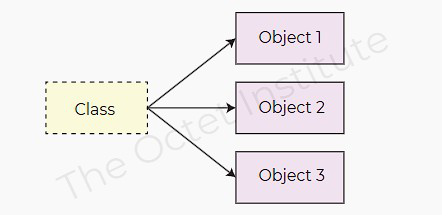 Object 1
Class
Object 2
Object 3
The Octet Institute